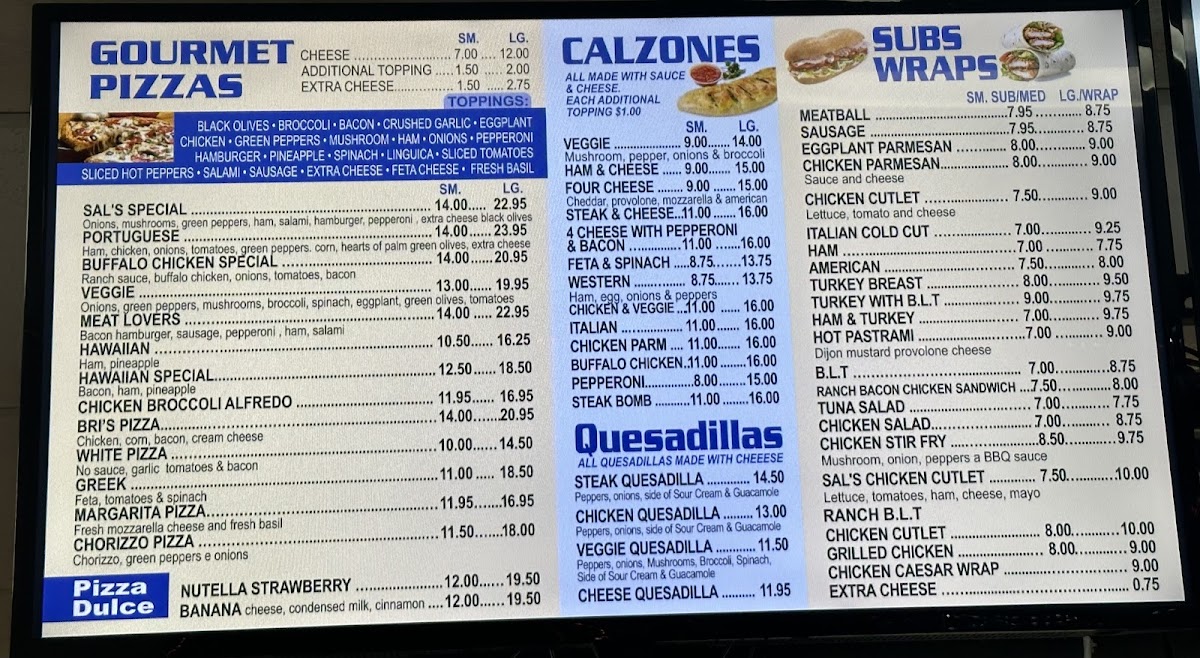 GOURMET
PIZZAS
SM. LG.
CHEESE .................................. 7.00 .... 12.00
ADDITIONAL TOPPING ..... 1.50 ..... 2.00
EXTRA CHEESE................ 1.50 ..... 2.75
TOPPINGS:
BLACK OLIVES • BROCCOLI • BACON • CRUSHED GARLIC • EGGPLANT
CHICKEN • GREEN PEPPERS • MUSHROOM • HAM • ONIONS • PEPPERONI
HAMBURGER • PINEAPPLE • SPINACH • LINGUICA • SLICED TOMATOES
SLICED HOT PEPPERS • SALAMI • SAUSAGE • EXTRA CHEESE • FETA CHEESE • FRESH BASIL
SM. LG.
SAL'S SPECIAL ............ 14.00..... 22.95
Onions, mushrooms, green peppers, ham, salami, hamburger, pepperoni , extra cheese black olives
PORTUGUESE ............ 14.00..... 23.95
Ham, chicken, onions, tomatoes, green peppers. corn, hearts of palm green olives, extra cheese
BUFFALO CHICKEN SPECIAL ............ 14.00.....20.95
Ranch sauce, buffalo chicken, onions, tomatoes, bacon
VEGGIE ............ 13.00..... 19.95
Onions, green peppers, mushrooms, broccoli, spinach, eggplant, green olives, tomatoes
MEAT LOVERS ............ 14.00 ..... 22.95
Bacon hamburger, sausage, pepperoni , ham, salami
HAWAIIAN ............ 10.50..... 16.25
Ham, pineapple
HAWAIIAN SPECIAL............ 12.50..... 18.50
Bacon, ham, pineapple
CHICKEN BROCCOLI ALFREDO ............ 11.95..... 16.95
BRI'S PIZZA............ 14.00.....20.95
Chicken, corn, bacon, cream cheese
WHITE PIZZA ............ 10.00..... 14.50
No sauce, garlic tomatoes & bacon
GREEK ............ 11.00 ..... 18.50
Feta, tomatoes & spinach
MARGARITA PIZZA............ 11.95.....16.95
Fresh mozzarella cheese and fresh basil
CHORIZZO PIZZA ............ 11.50.....18.00
Chorizzo, green peppers e onions
Pizza
Dulce
NUTELLA STRAWBERRY ............ 12.00...... 19.50
BANANA cheese, condensed milk, cinnamon .... 12.00...... 19.50
CALZONES
ALL MADE WITH SAUCE
& CHEESE.
EACH ADDITIONAL
TOPPING $1.00
SM. LG.
VEGGIE .................. 9.00...... 14.00
Mushroom, pepper, onions & broccoli
HAM & CHEESE ...... 9.00....... 15.00
FOUR CHEESE ....... 9.00 ...... 15.00
Cheddar, provolone, mozzarella & american
STEAK & CHEESE...11.00 ...... 16.00
4 CHEESE WITH PEPPERONI
& BACON ................11.00 .......16.00
FETA & SPINACH .....8.75.......13.75
WESTERN ............... 8.75....... 13.75
Ham, egg, onions & peppers
CHICKEN & VEGGIE ...11.00 ...... 16.00
ITALIAN ................. 11.00...... 16.00
CHICKEN PARM .... 11.00...... 16.00
BUFFALO CHICKEN..11.00 ......16.00
PEPPERONI.............8.00.......15.00
STEAK BOMB ..........11.00 ......16.00
Quesadillas
ALL QUESADILLAS MADE WITH CHEEESE
STEAK QUESADILLA ............ 14.50
Peppers, onions, side of Sour Cream & Guacamole
CHICKEN QUESADILLA ......... 13.00
Peppers, onions, side of Sour Cream & Guacamole
VEGGIE QUESADILLA ............ 11.50
Peppers, onions, Mushrooms, Broccoli, Spinach,
Side of Sour Cream & Guacamole
CHEESE QUESADILLA .......... 11.95
SUBS
WRAPS
SM. SUB/MED LG./WRAP
MEATBALL ............ 7.95 ............ 8.75
SAUSAGE ............ 7.95............ 8.75
EGGPLANT PARMESAN ............ 8.00............ 9.00
CHICKEN PARMESAN............ 8.00............ 9.00
Sauce and cheese
CHICKEN CUTLET ............ 7.50............ 9.00
Lettuce, tomato and cheese
ITALIAN COLD CUT ............ 7.00............ 9.25
HAM ............ 7.00 ............ 7.75
AMERICAN ............ 7.50............ 8.00
TURKEY BREAST ............ 8.00............ 9.50
TURKEY WITH B.L.T ............ 9.00............ 9.75
HAM & TURKEY ............ 7.00............ 9.75
HOT PASTRAMI ............7.00 ............ 9.00
Dijon mustard provolone cheese
B.L.T ............ 7.00............8.75
RANCH BACON CHICKEN SANDWICH ...7.50............ 8.00
TUNA SALAD ............ 7.00............ 7.75
CHICKEN SALAD............7.00............ 8.75
CHICKEN STIR FRY ............8.50............9.75
Mushroom, onion, peppers a BBQ sauce
SAL'S CHICKEN CUTLET ............ 7.50............10.00
Lettuce, tomatoes, ham, cheese, mayo
RANCH B.L.T
CHICKEN CUTLET ............ 8.00............ 10.00
GRILLED CHICKEN ............ 8.00............ 9.00
CHICKEN CAESAR WRAP ............ 9.00
EXTRA CHEESE ............ 0.75